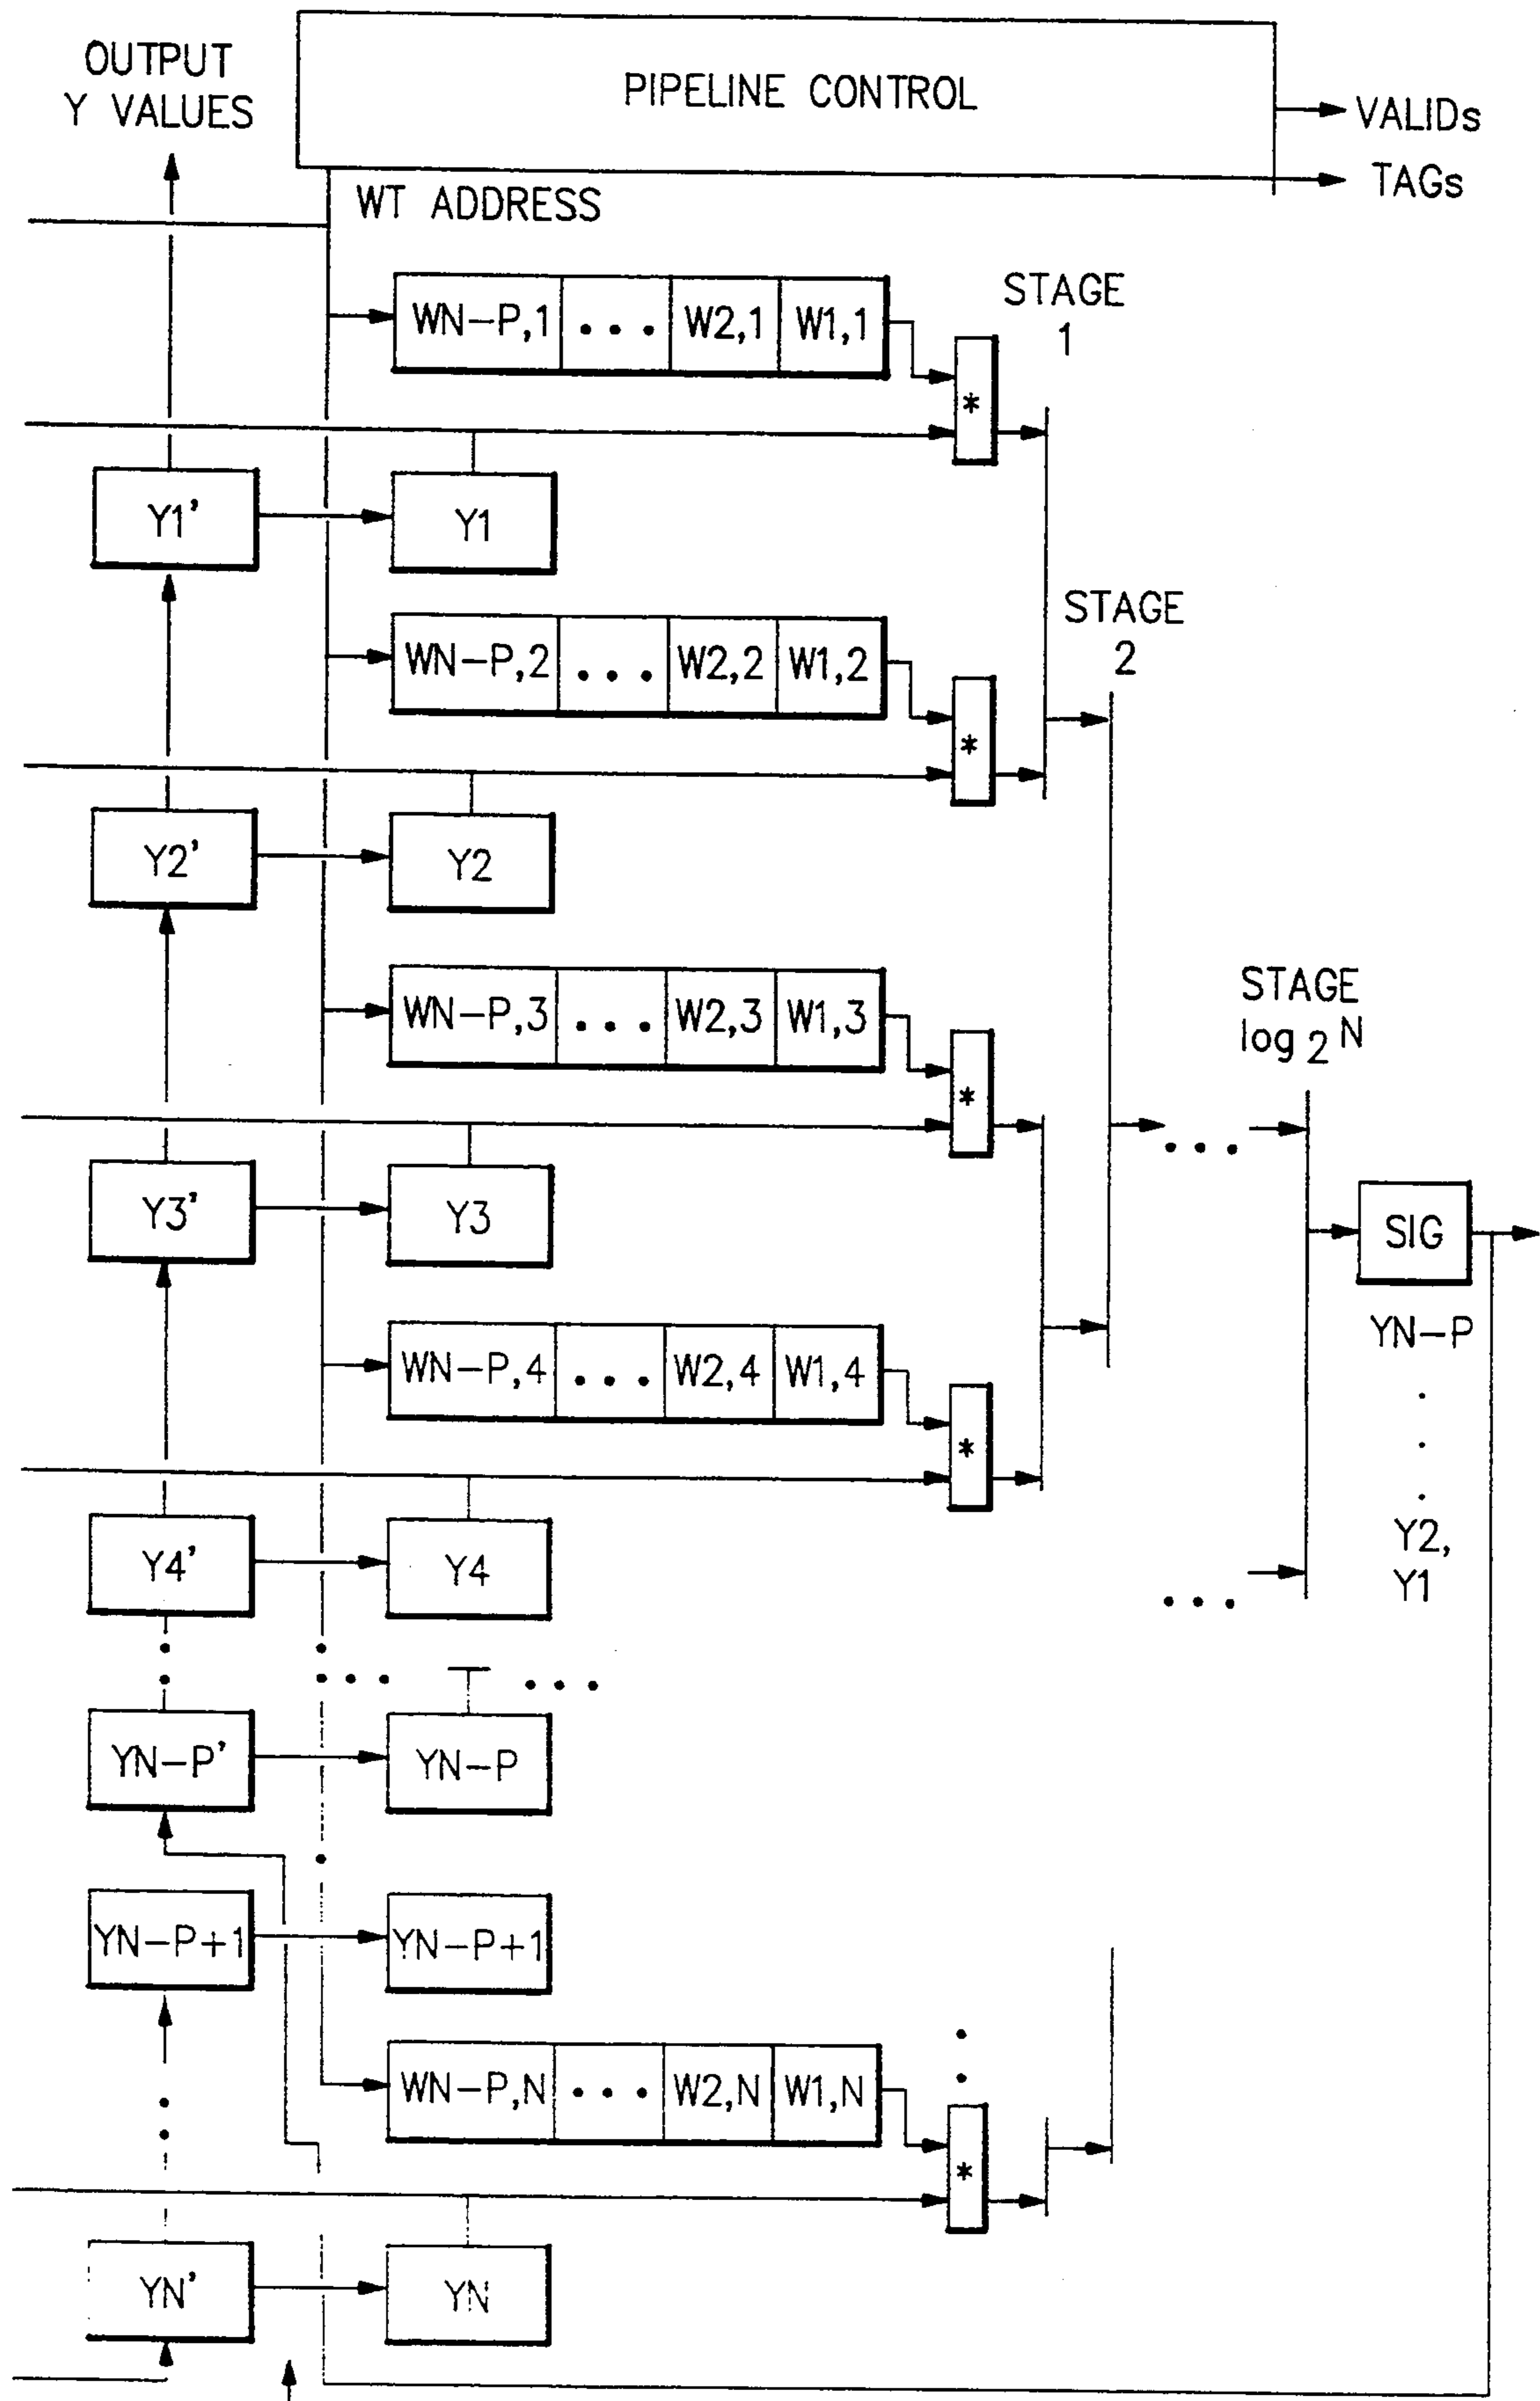 OUTPUT
Y VALUES
PIPELINE CONTROL
VALIDs
TAGs
WT ADDRESS
WN-P,1 ... W2,1 W1,1
STAGE
1
*
Y1' Y1
STAGE
2
WN-P,2 ... W2,2 W1,2
*
Y2' Y2
WN-P,3 ... W2,3 W1,3
STAGE
log 2 N
*
...
Y3' Y3
SIG
YN-P
.
.
.
Y2,
Y1
WN-P,4 ... W2,4 W1,4
*
Y4' Y4
...
... ...
YN-P' YN-P
YN-P+1 YN-P+1
WN-P,N ... W2,N W1,N
*
YN' YN